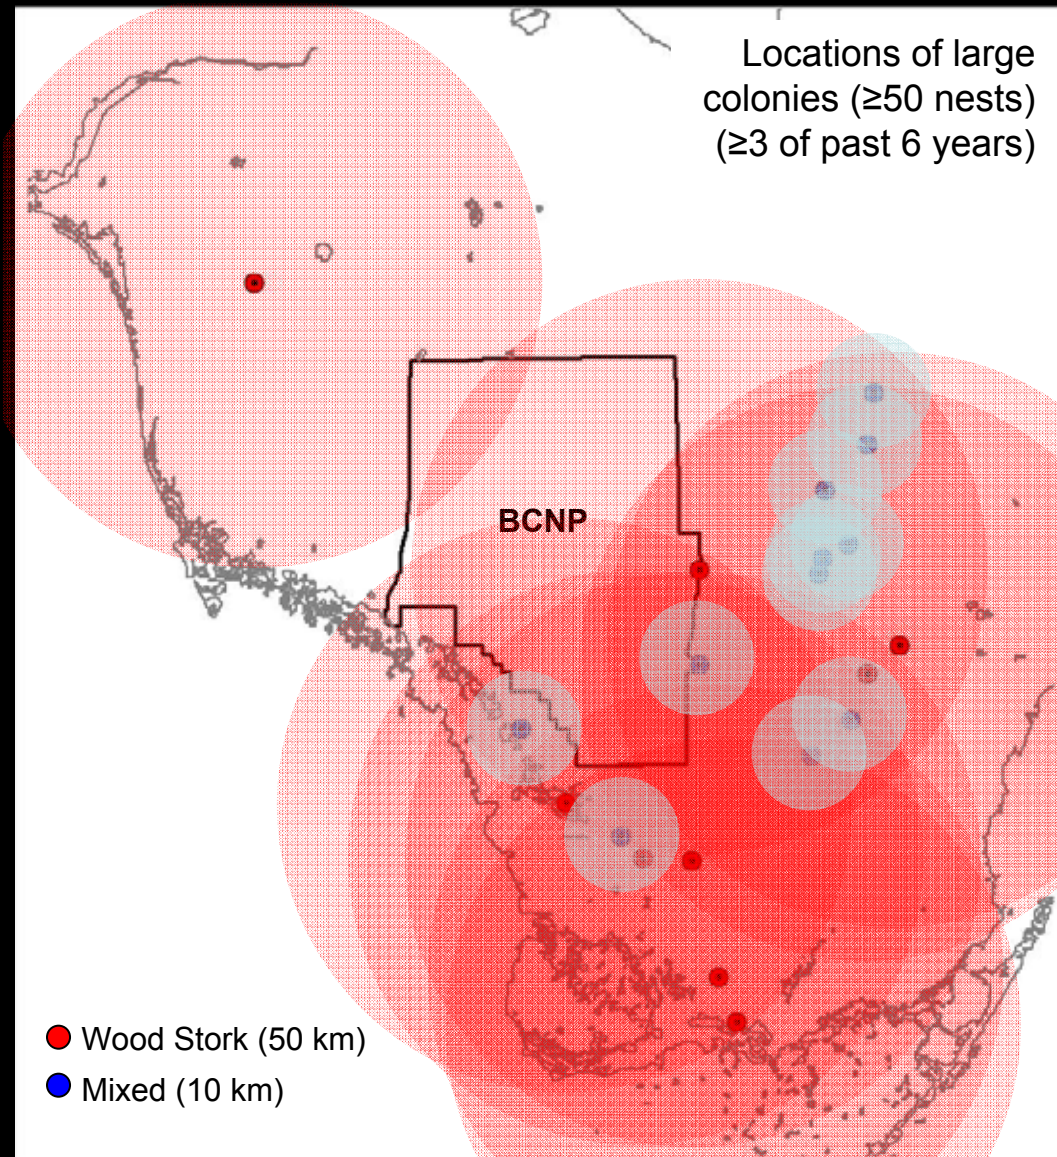 Locations of large
colonies (≥50 nests)
(≥3 of past 6 years)
BCNP
Wood Stork (50 km)
Mixed (10 km)